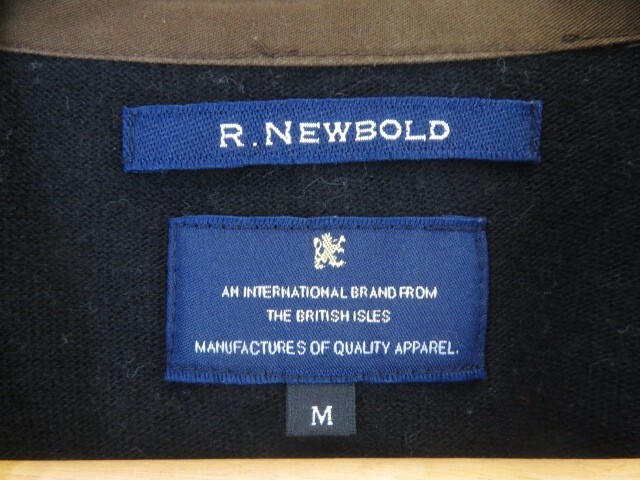 R. NEWBOLD
AN INTERNATIONAL BRAND FROM
THE BRITISH ISLES
MANUFACTURES OF QUALITY APPAREL.
M